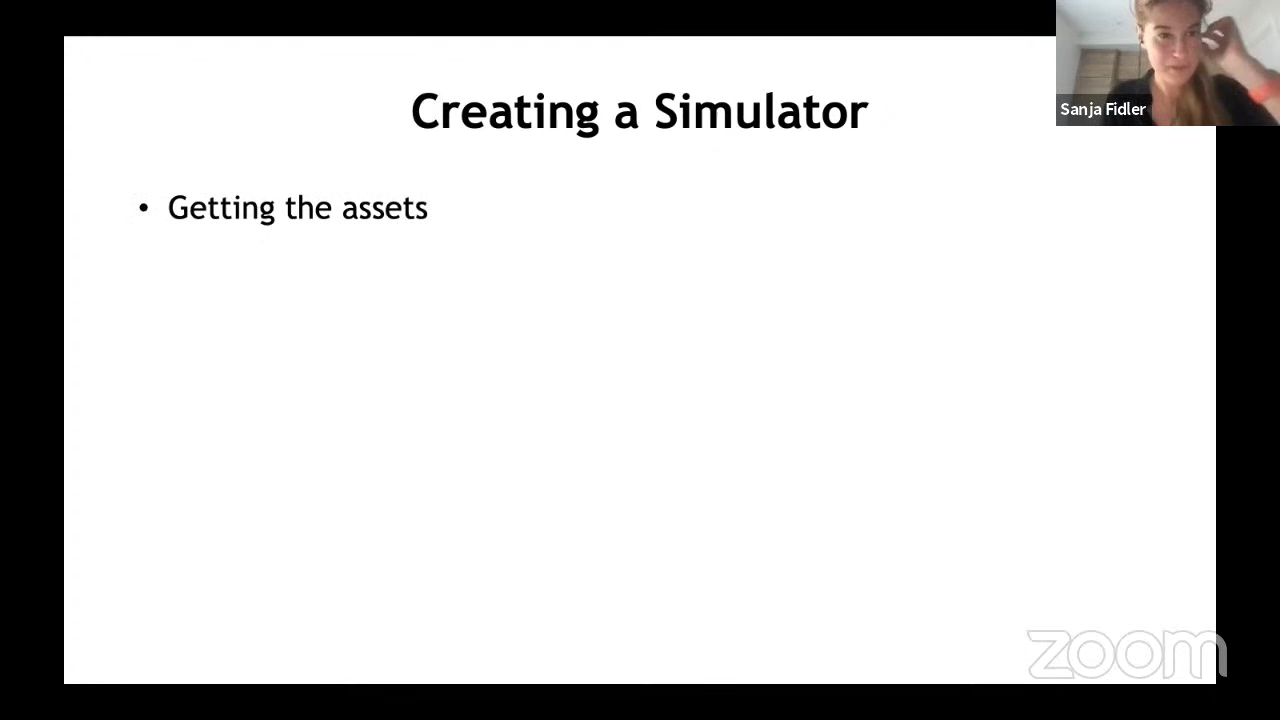 Creating a Simulator
Sanja Fidler
• Getting the assets
zoom